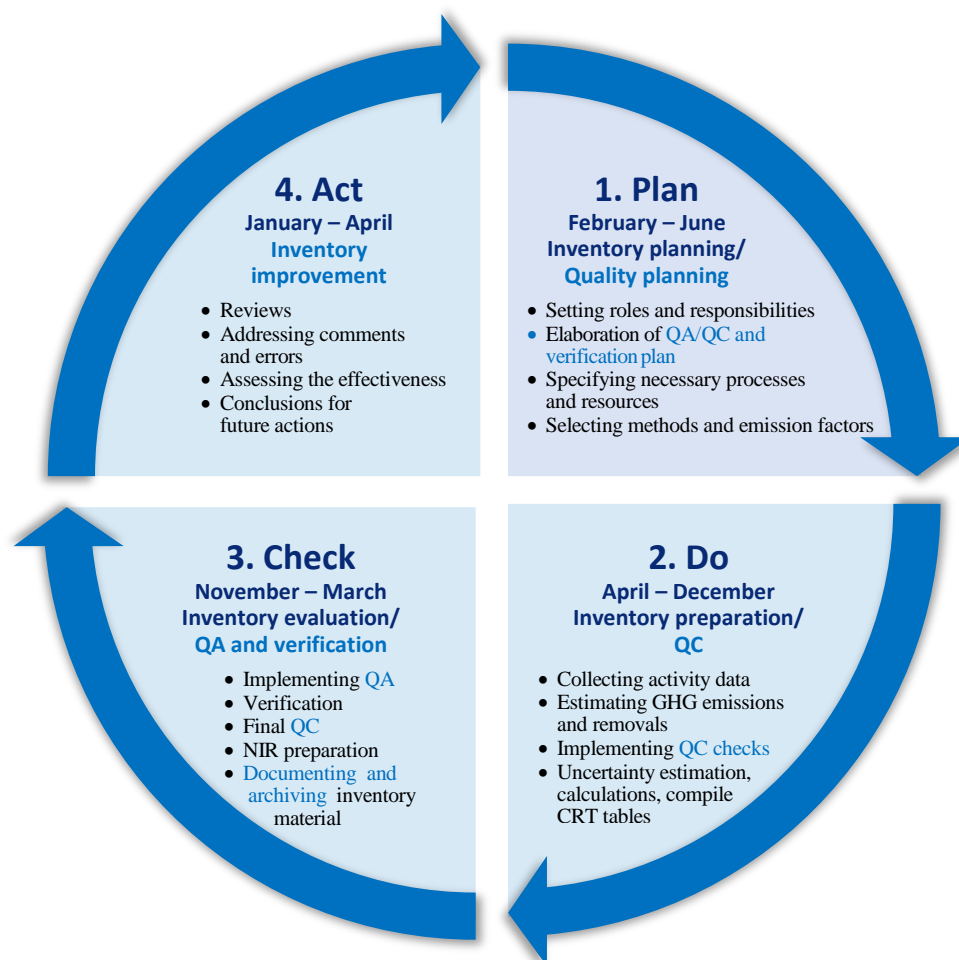 4. Act
January – April
Inventory
improvement
• Reviews
• Addressing comments
and errors
• Assessing the effectiveness
• Conclusions for
future actions
1. Plan
February – June
Inventory planning/
Quality planning
• Setting roles and responsibilities
• Elaboration of QA/QC and
verification plan
• Specifying necessary processes
and resources
• Selecting methods and emission factors
3. Check
November – March
Inventory evaluation/
QA and verification
• Implementing QA
• Verification
• Final QC
• NIR preparation
• Documenting and
archiving inventory
material
2. Do
April – December
Inventory preparation/
QC
• Collecting activity data
• Estimating GHG emissions
and removals
• Implementing QC checks
• Uncertainty estimation,
calculations, compile
CRT tables